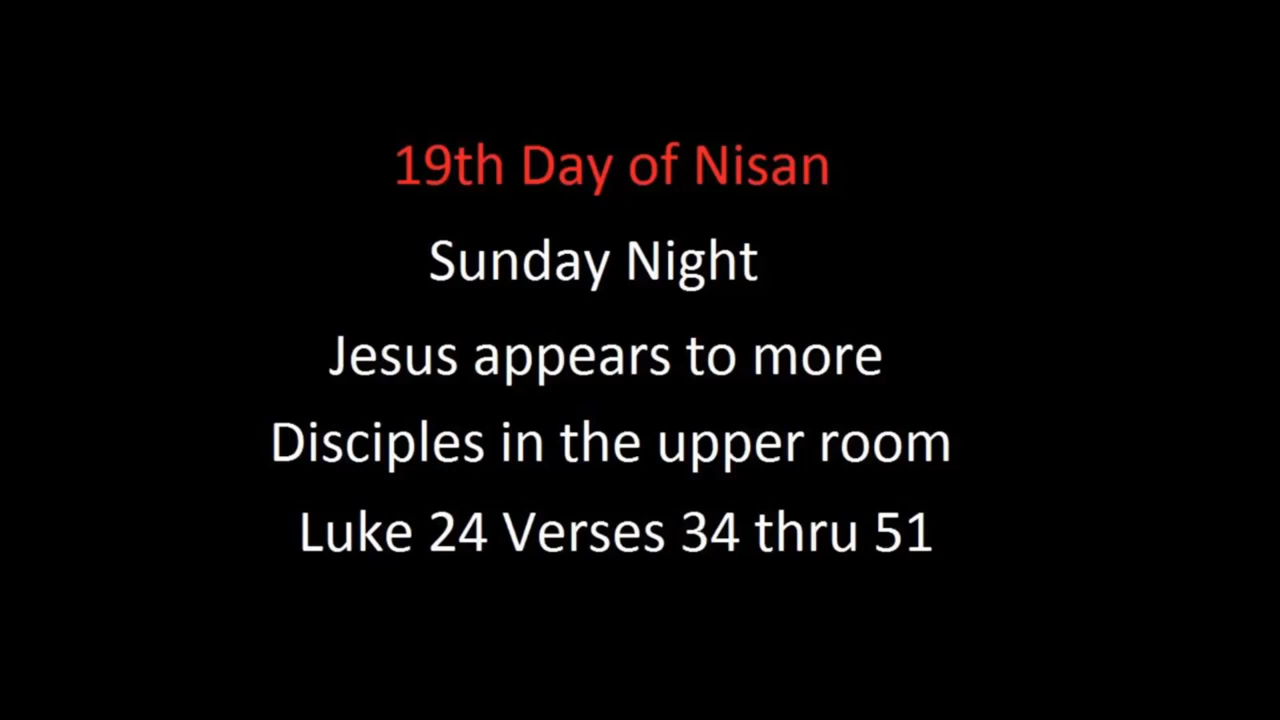 19th Day of Nisan
Sunday Night
Jesus appears to more
Disciples in the upper room
Luke 24 Verses 34 thru 51